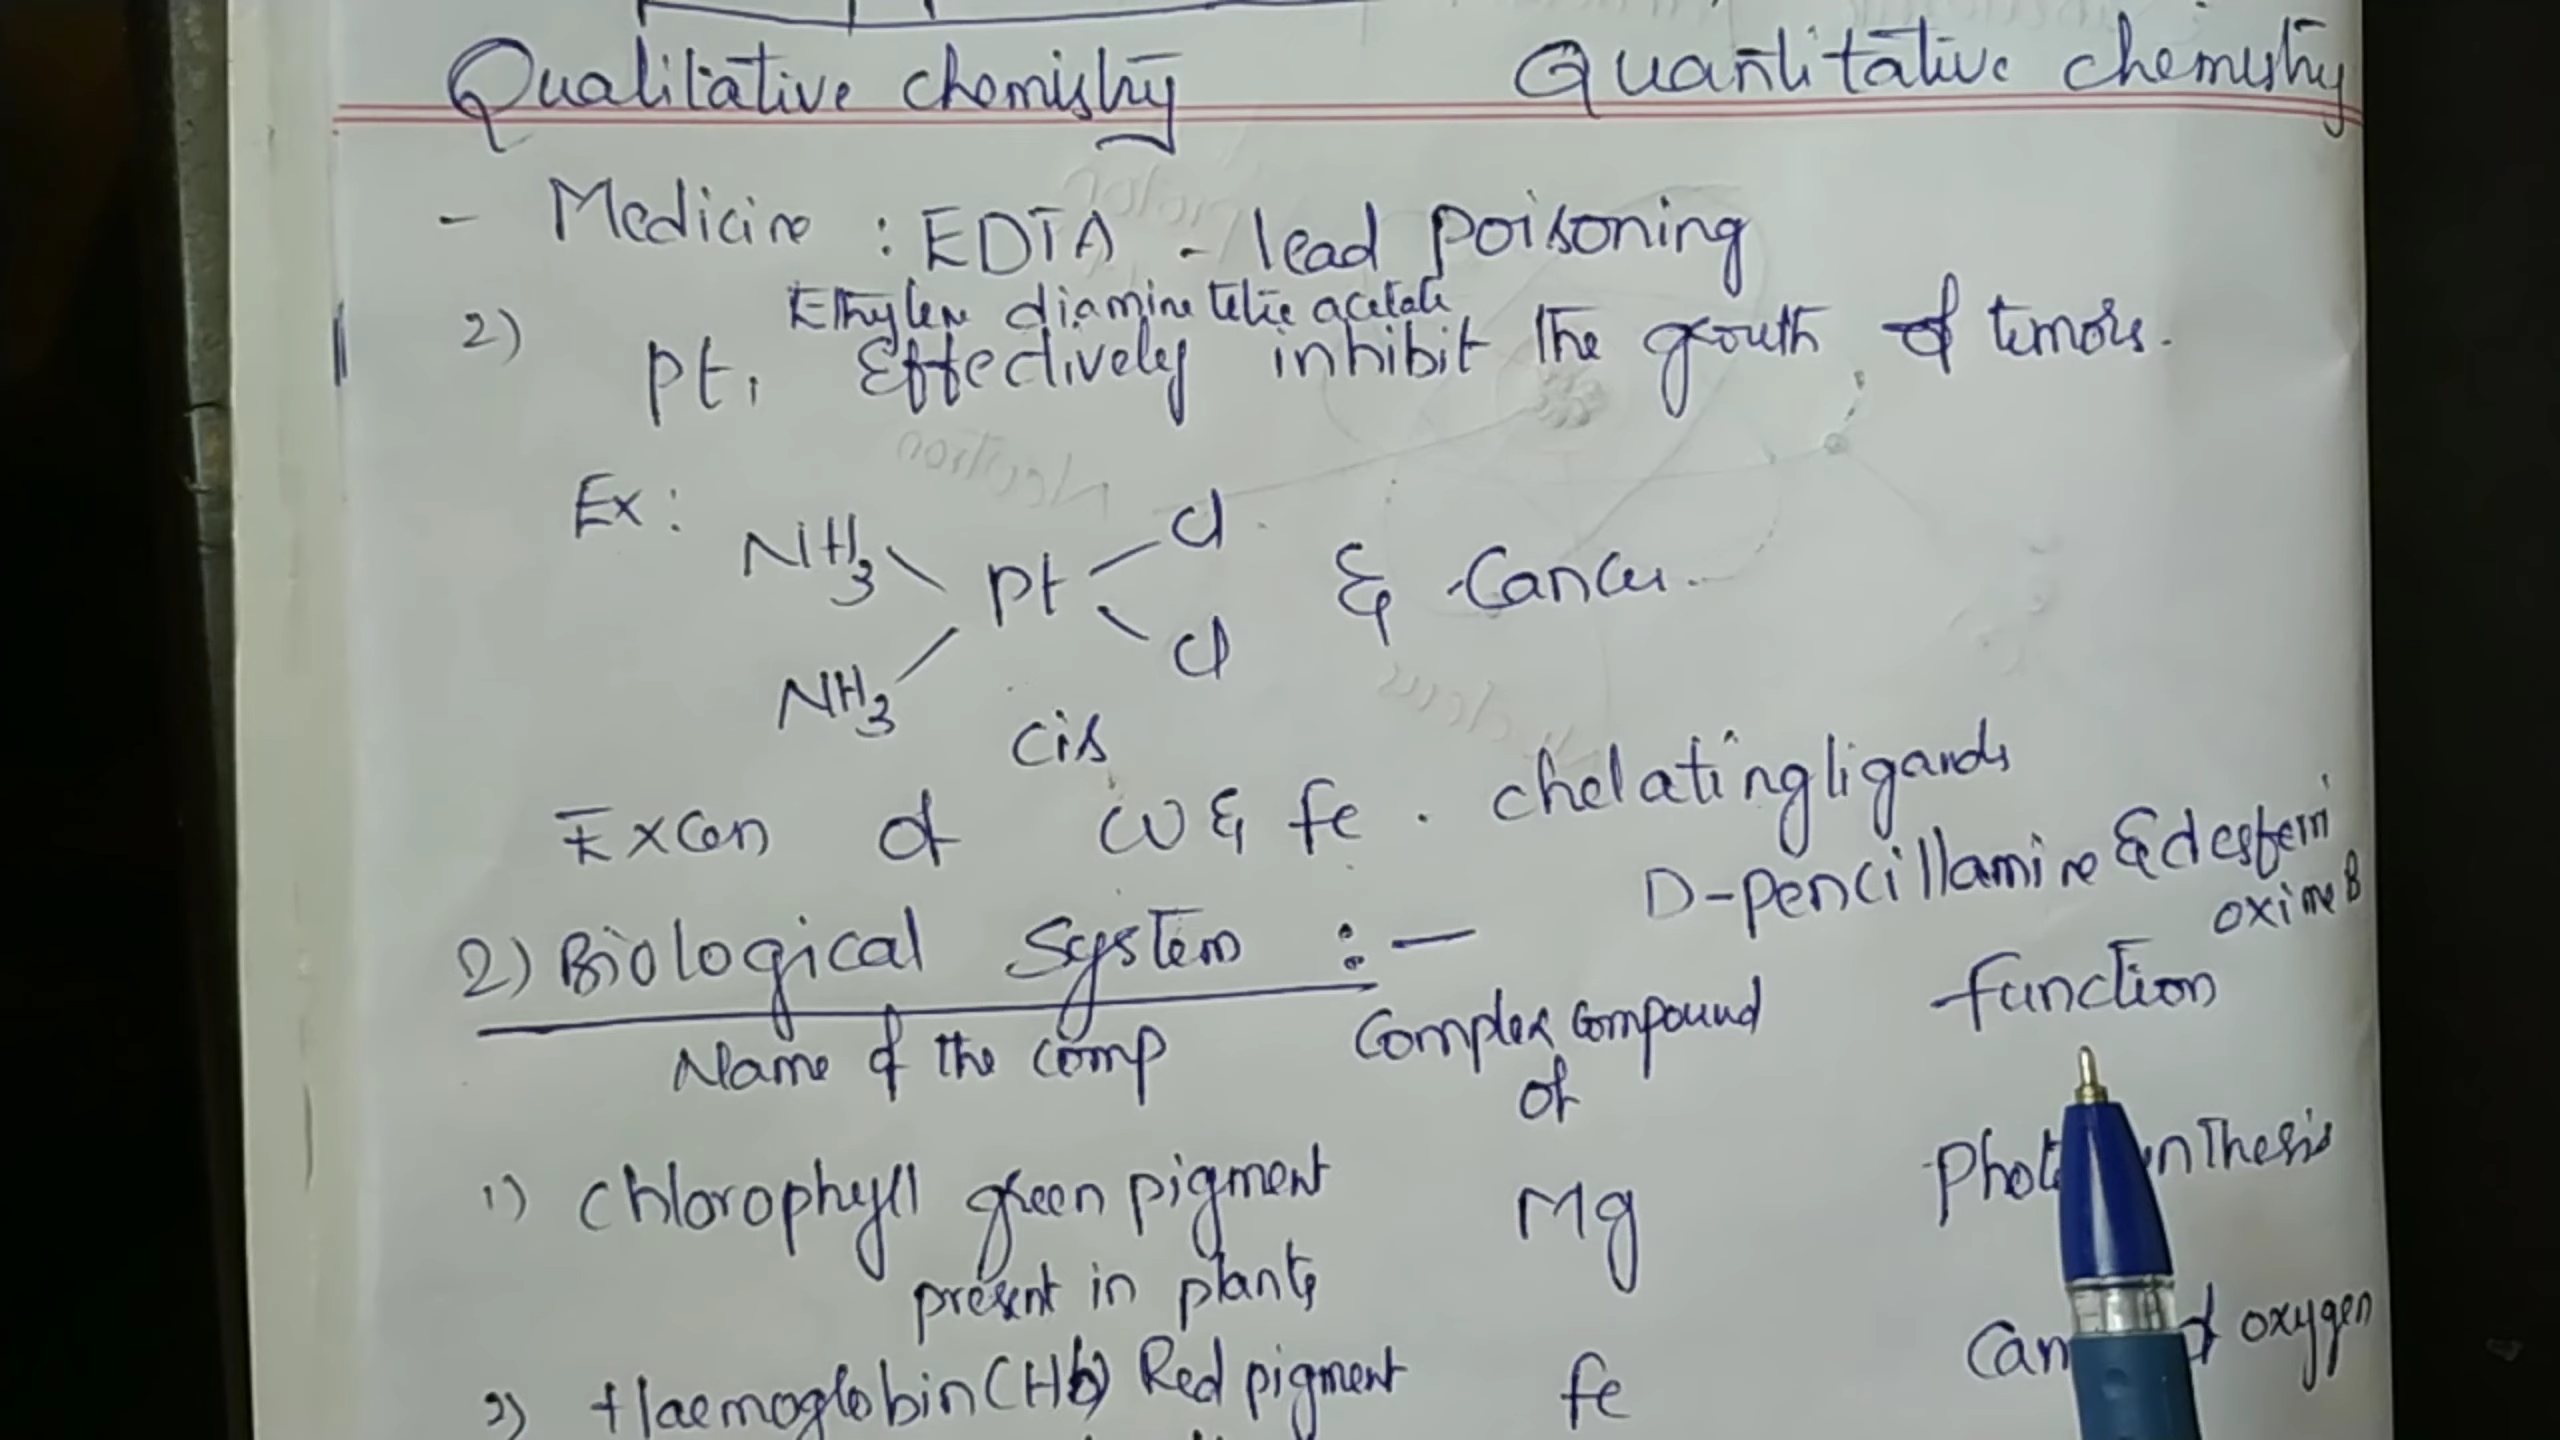 Qualitative chemistry Quantitative chemistry
- Medicine : EDTA - lead poisoning
Ethylene diamine tetra acetate
2) Pt, Effectively inhibit the growth of tumors.
Ex: NH3 Pt Cl & Cancer.
NH3 Cl
cis
Excess of Cu & Fe . chelating ligands
D-pencillamine & desferri
oxime B
2) Biological System :-
Name of the comp Complex compound Function
of
1) Chlorophyll green pigment Mg Photosynthesis
present in plants
2) Haemoglobin (Hb) Red pigment Fe oxygen